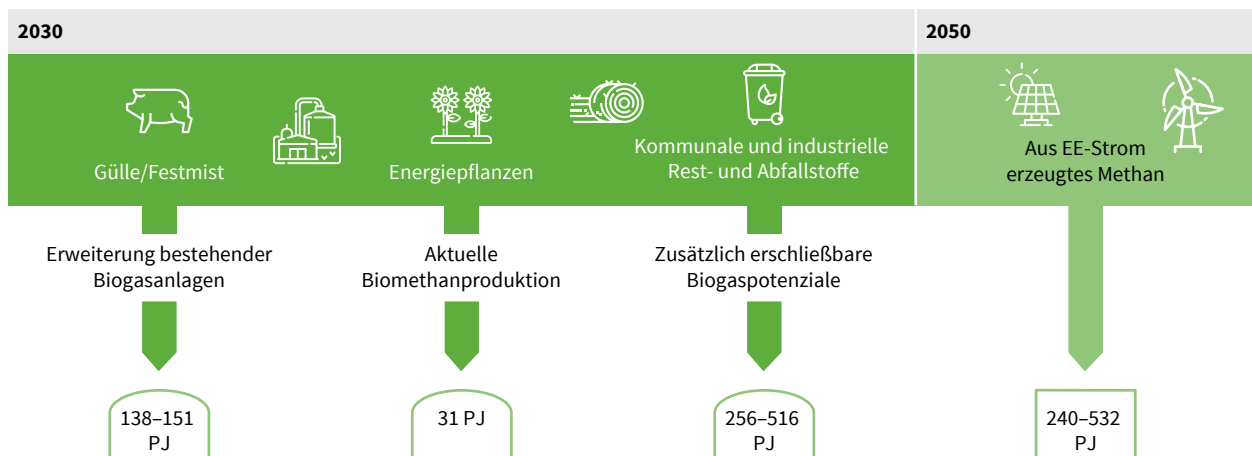 2030
2050
Gülle/Festmist
Energiepflanzen
Kommunale und industrielle
Rest- und Abfallstoffe
Aus EE-Strom
erzeugtes Methan
Erweiterung bestehender
Biogasanlagen
Aktuelle
Biomethanproduktion
Zusätzlich erschließbare
Biogaspotenziale
138–151
PJ
31 PJ
256–516
PJ
240–532
PJ